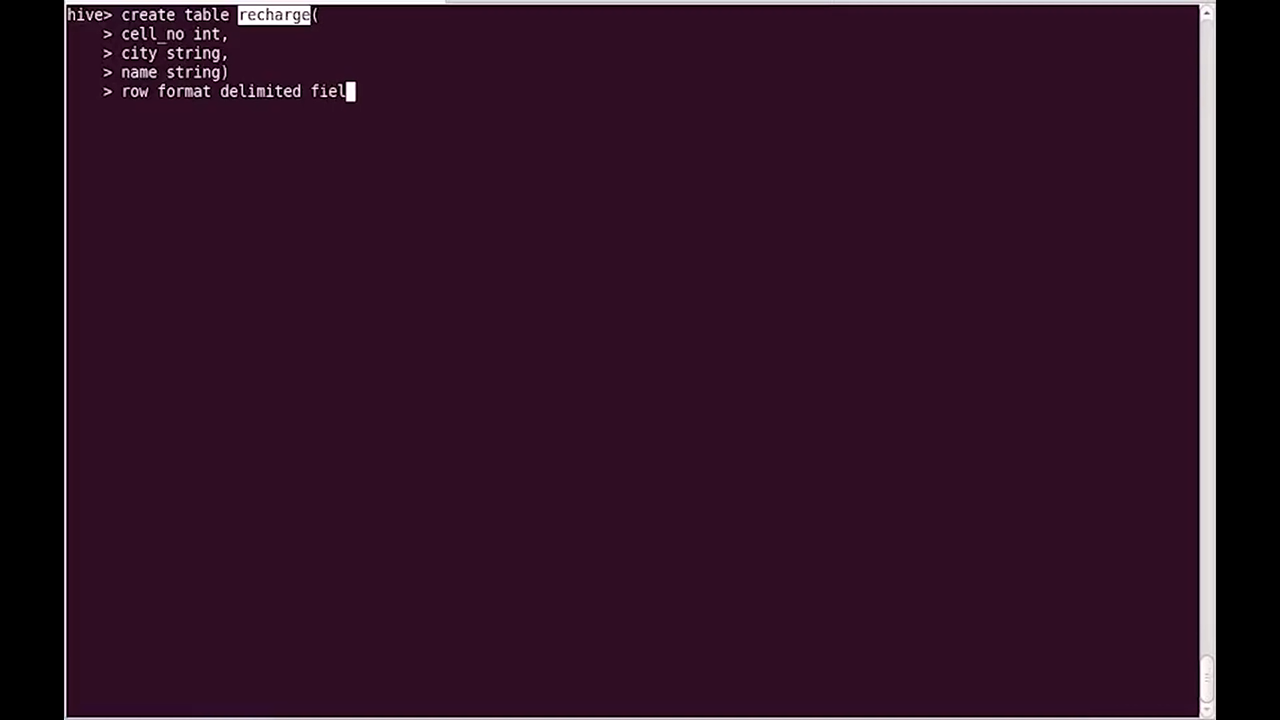 hive> create table recharge(
    > cell_no int,
    > city string,
    > name string)
    > row format delimited fiel